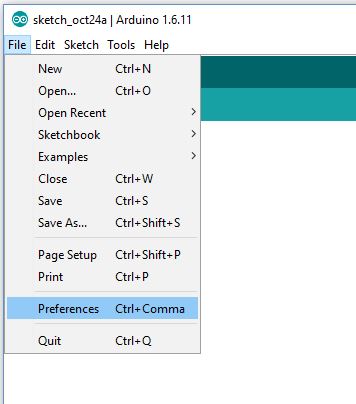 sketch_oct24a | Arduino 1.6.11
File Edit Sketch Tools Help
New Ctrl+N
Open... Ctrl+O
Open Recent
Sketchbook
Examples
Close Ctrl+W
Save Ctrl+S
Save As... Ctrl+Shift+S
Page Setup Ctrl+Shift+P
Print Ctrl+P
Preferences Ctrl+Comma
Quit Ctrl+Q